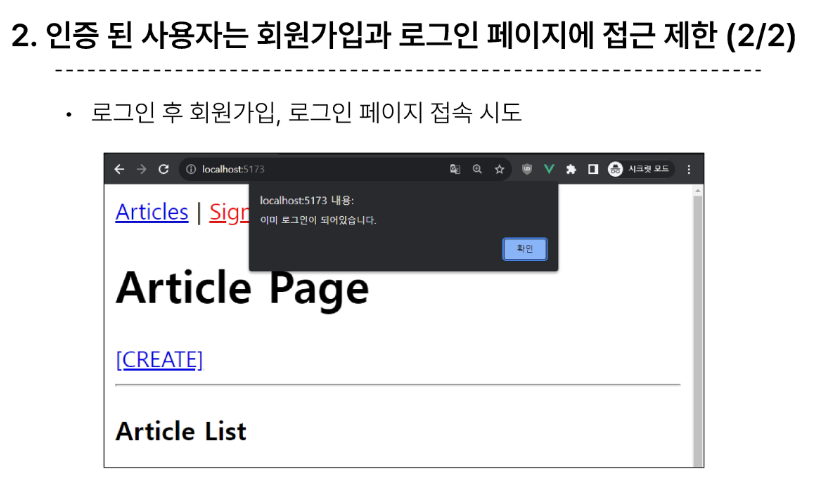 2. 인증 된 사용자는 회원가입과 로그인 페이지에 접근 제한 (2/2)
• 로그인 후 회원가입, 로그인 페이지 접속 시도
localhost:5173
시크릿 모드
localhost:5173 내용:
이미 로그인이 되어있습니다.
확인
Articles | Sign
Article Page
[CREATE]
Article List